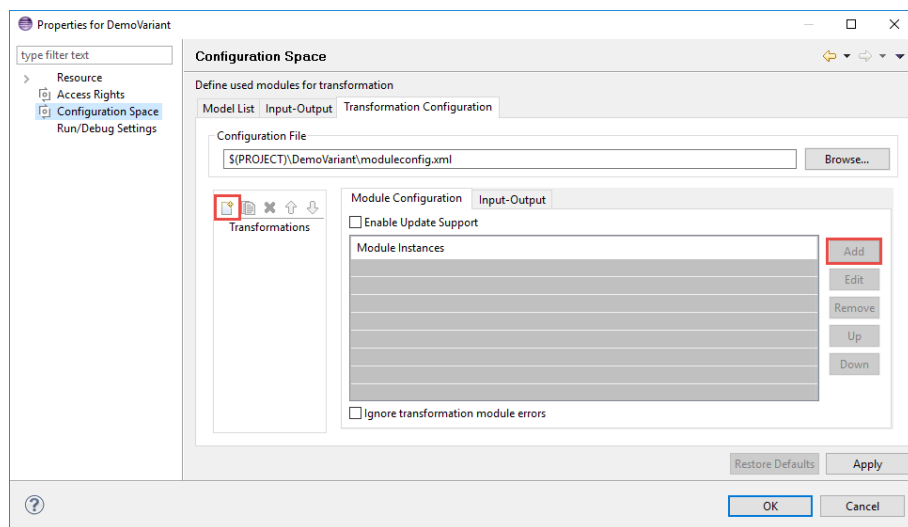 Properties for DemoVariant
type filter text
Configuration Space
Resource
Access Rights
Configuration Space
Run/Debug Settings
Define used modules for transformation
Model List Input-Output Transformation Configuration
Configuration File
$(PROJECT)\DemoVariant\moduleconfig.xml
Browse...
Transformations
Module Configuration Input-Output
Enable Update Support
Module Instances
Add
Edit
Remove
Up
Down
Ignore transformation module errors
Restore Defaults Apply
OK Cancel